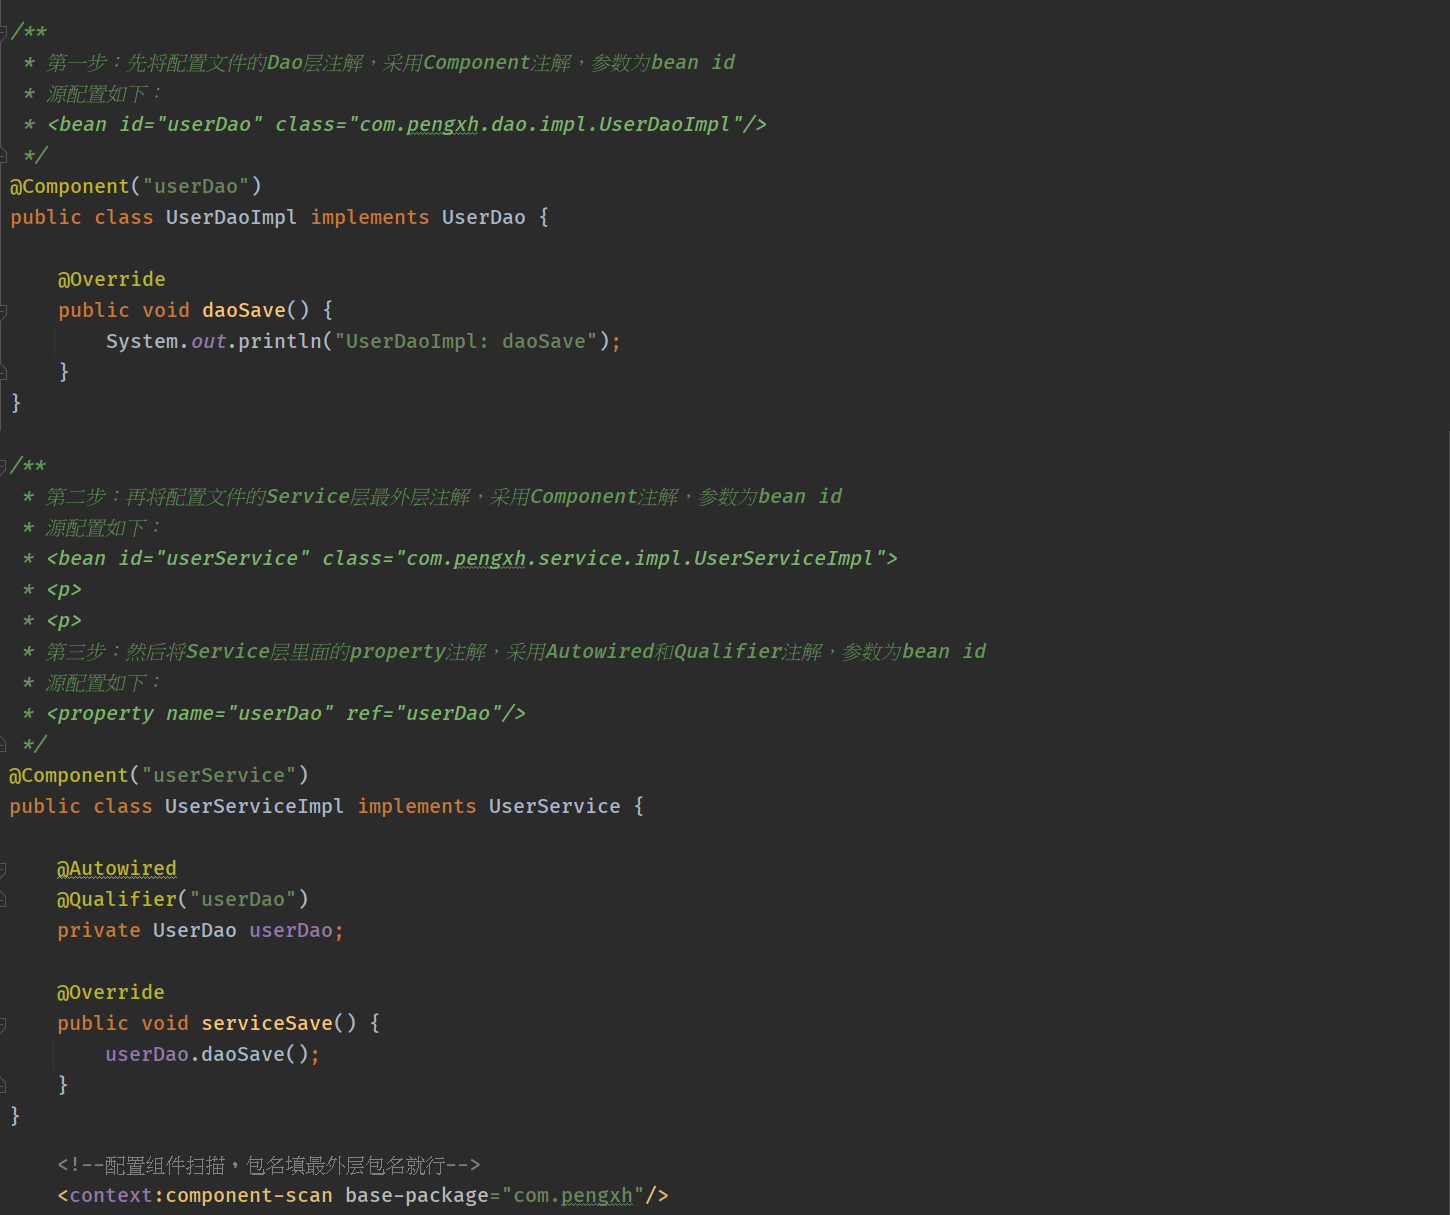 /**
 * 第一步：先将配置文件的Dao层注解，采用Component注解，参数为bean id
 * 源配置如下：
 * <bean id="userDao" class="com.pengxh.dao.impl.UserDaoImpl"/>
 */
@Component("userDao")
public class UserDaoImpl implements UserDao {
    @Override
    public void daoSave() {
        System.out.println("UserDaoImpl: daoSave");
    }
}
/**
 * 第二步：再将配置文件的Service层最外层注解，采用Component注解，参数为bean id
 * 源配置如下：
 * <bean id="userService" class="com.pengxh.service.impl.UserServiceImpl">
 * <p>
 * <p>
 * 第三步：然后将Service层里面的property注解，采用Autowired和Qualifier注解，参数为bean id
 * 源配置如下：
 * <property name="userDao" ref="userDao"/>
 */
@Component("userService")
public class UserServiceImpl implements UserService {
    @Autowired
    @Qualifier("userDao")
    private UserDao userDao;
    @Override
    public void serviceSave() {
        userDao.daoSave();
    }
}
    <!--配置组件扫描，包名填最外层包名就行-->
    <context:component-scan base-package="com.pengxh"/>